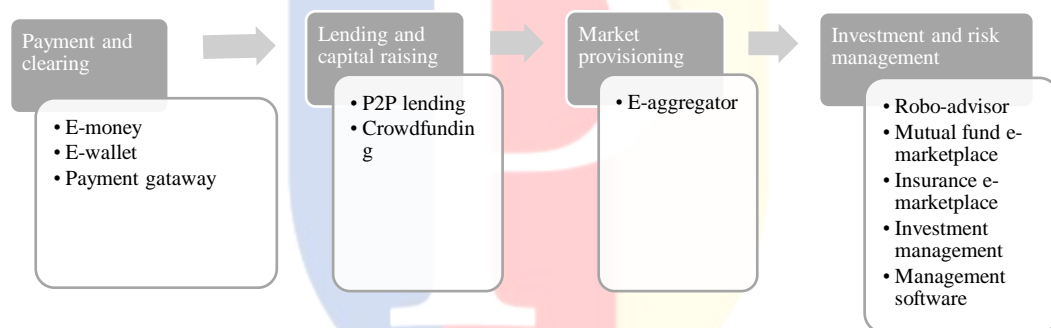 Payment and
clearing
• E-money
• E-wallet
• Payment gataway
Lending and
capital raising
• P2P lending
• Crowdfundin
g
Market
provisioning
• E-aggregator
Investment and risk
management
• Robo-advisor
• Mutual fund e-
marketplace
• Insurance e-
marketplace
• Investment
management
• Management
software